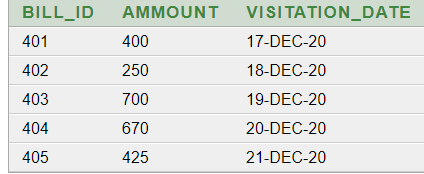 BILL_ID AMMOUNT VISITATION_DATE
401 400 17-DEC-20
402 250 18-DEC-20
403 700 19-DEC-20
404 670 20-DEC-20
405 425 21-DEC-20